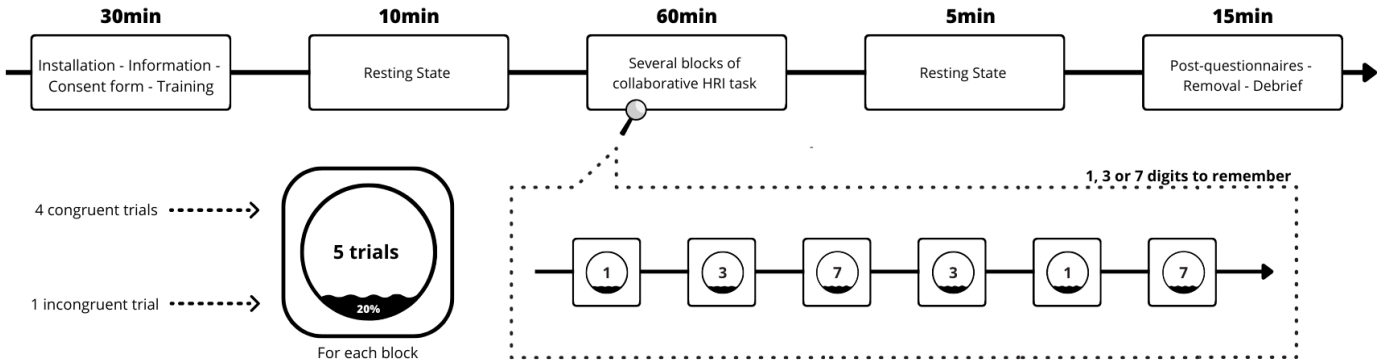 30min
10min
60min
5min
15min
Installation - Information -
Consent form - Training
Resting State
Several blocks of
collaborative HRI task
Resting State
Post-questionnaires -
Removal - Debrief
4 congruent trials
1 incongruent trial
5 trials
20%
For each block
1, 3 or 7 digits to remember
1
3
7
3
1
7